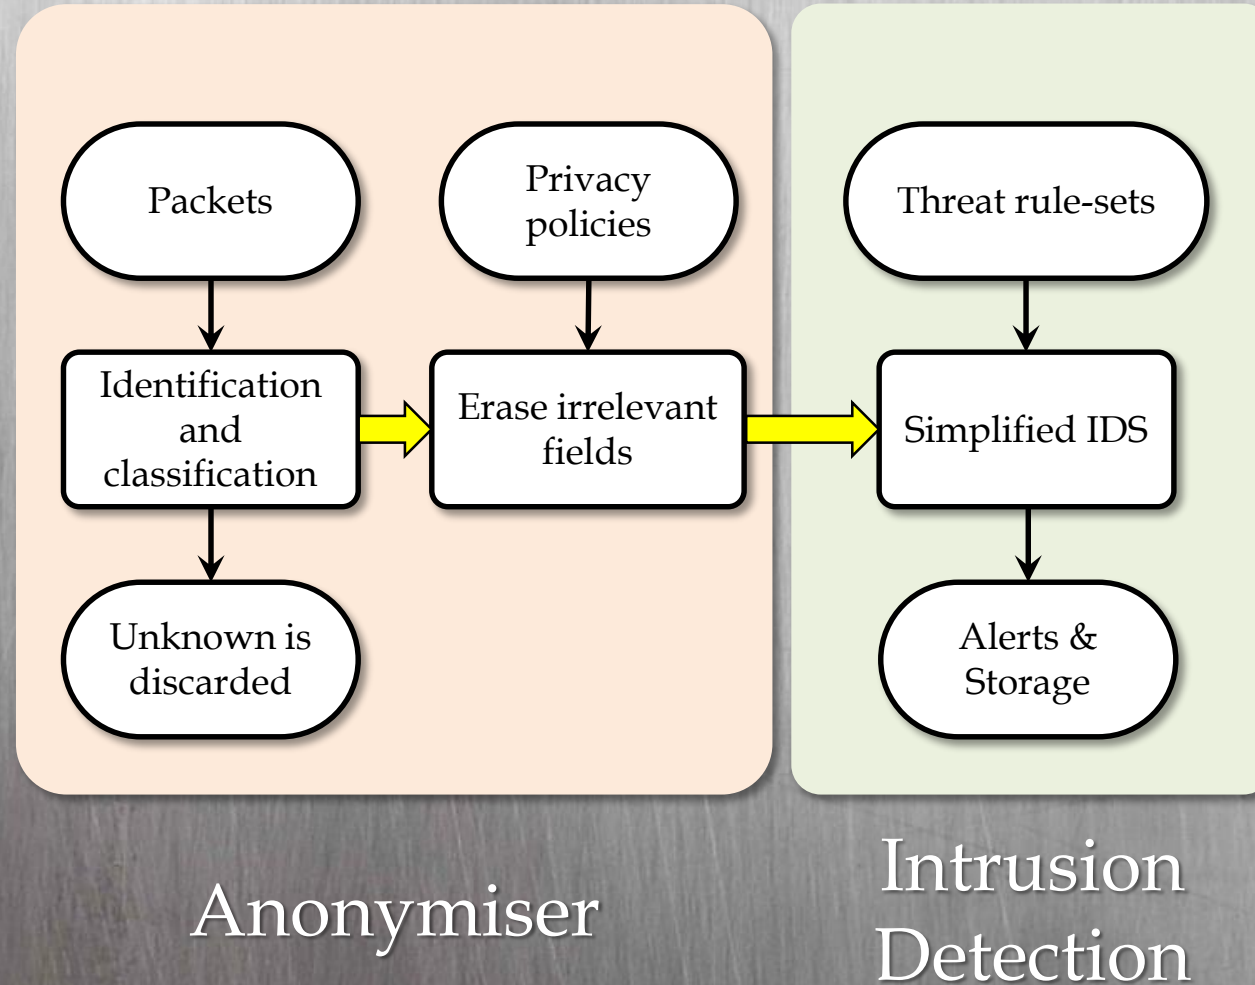 Packets
Privacy
policies
Threat rule-sets
Identification
and
classification
Erase irrelevant
fields
Simplified IDS
Unknown is
discarded
Alerts &
Storage
Anonymiser
Intrusion
Detection